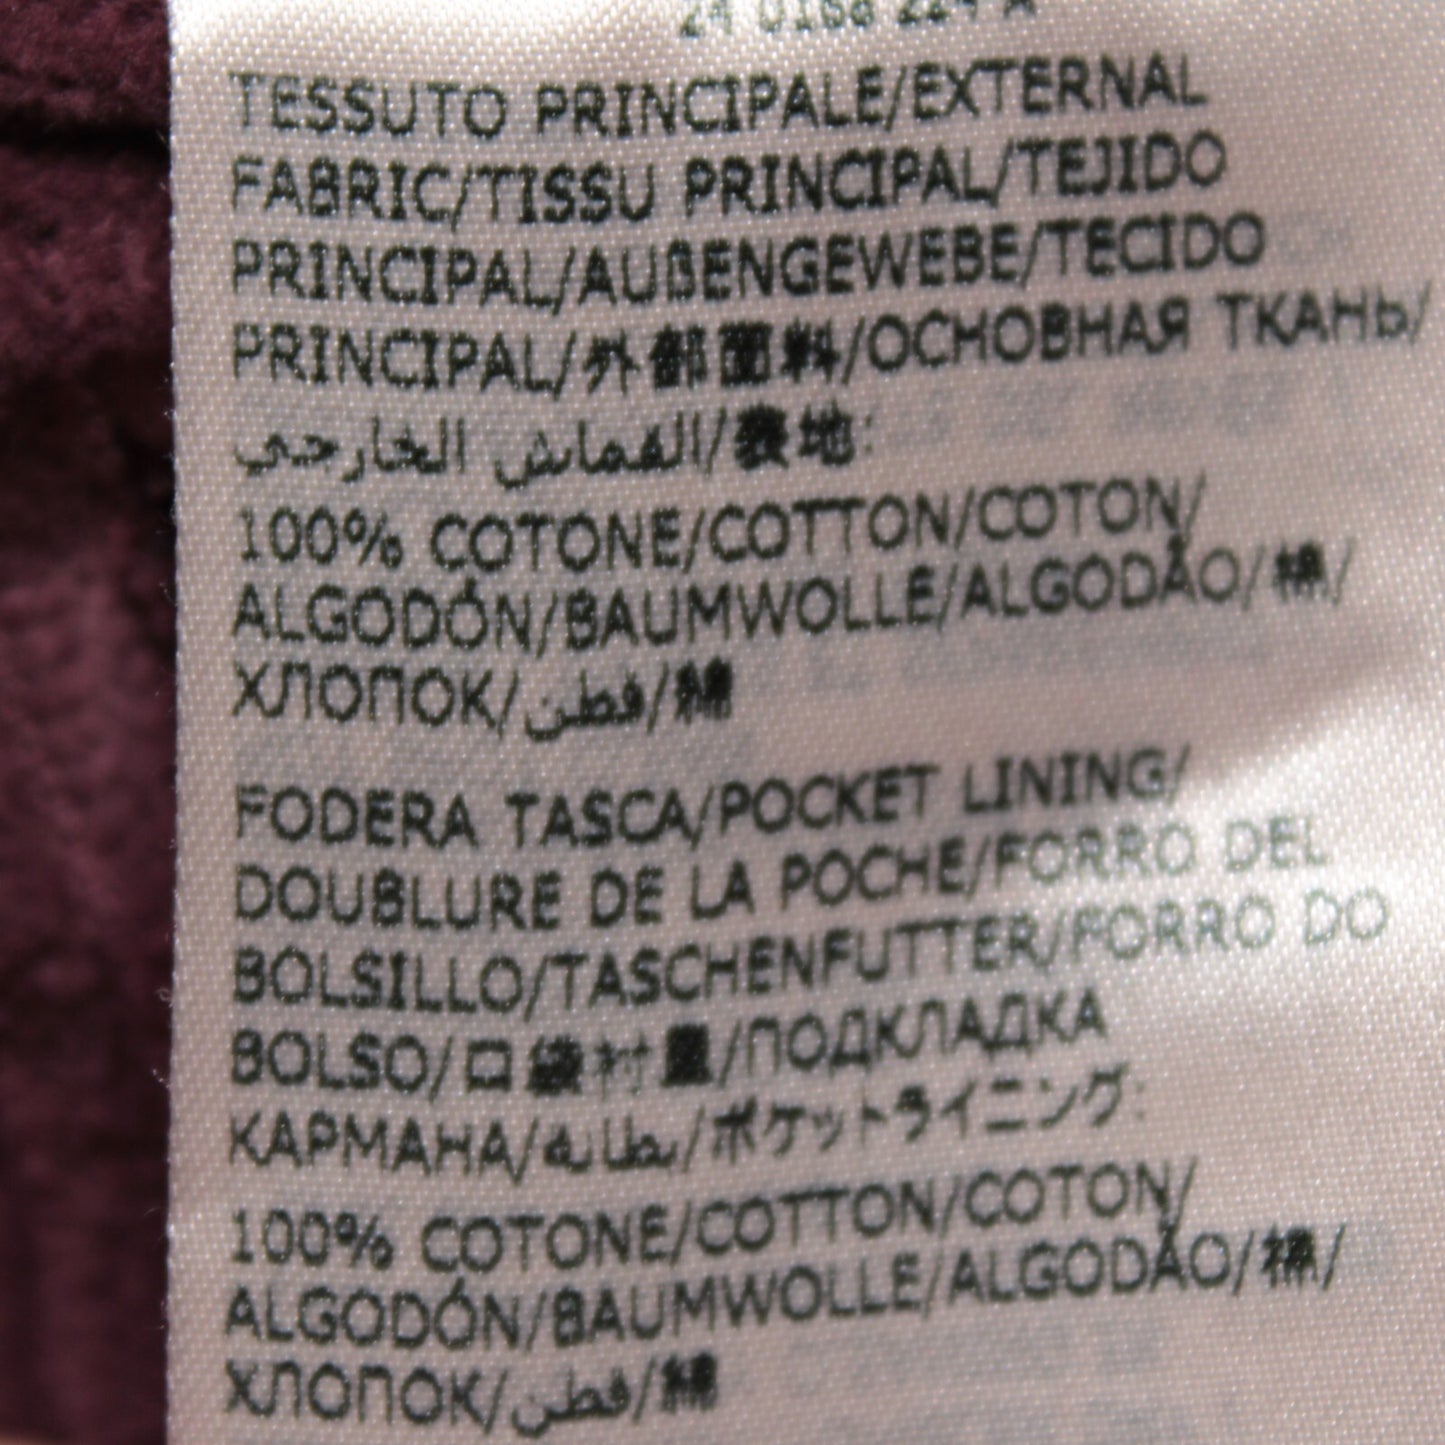 TESSUTO PRINCIPALE/EXTERNAL
FABRIC/TISSU PRINCIPAL/TEJIDO
PRINCIPAL/AUßENGEWEBE/TECIDO
PRINCIPAL/外部面料/ОСНОВНАЯ ТКАНЬ/
القماش الخارجي/表地:
100% COTONE/COTTON/COTON/
ALGODÓN/BAUMWOLLE/ALGODÃO/棉/
ХЛОПОК/قطن/綿
FODERA TASCA/POCKET LINING/
DOUBLURE DE LA POCHE/FORRO DEL
BOLSILLO/TASCHENFUTTER/FORRO DO
BOLSO/口袋衬里/ПОДКЛАДКА
КАРМАНА/بطانه/ポケットライニング:
100% COTONE/COTTON/COTON/
ALGODÓN/BAUMWOLLE/ALGODÃO/棉/
ХЛОПОК/قطن/綿